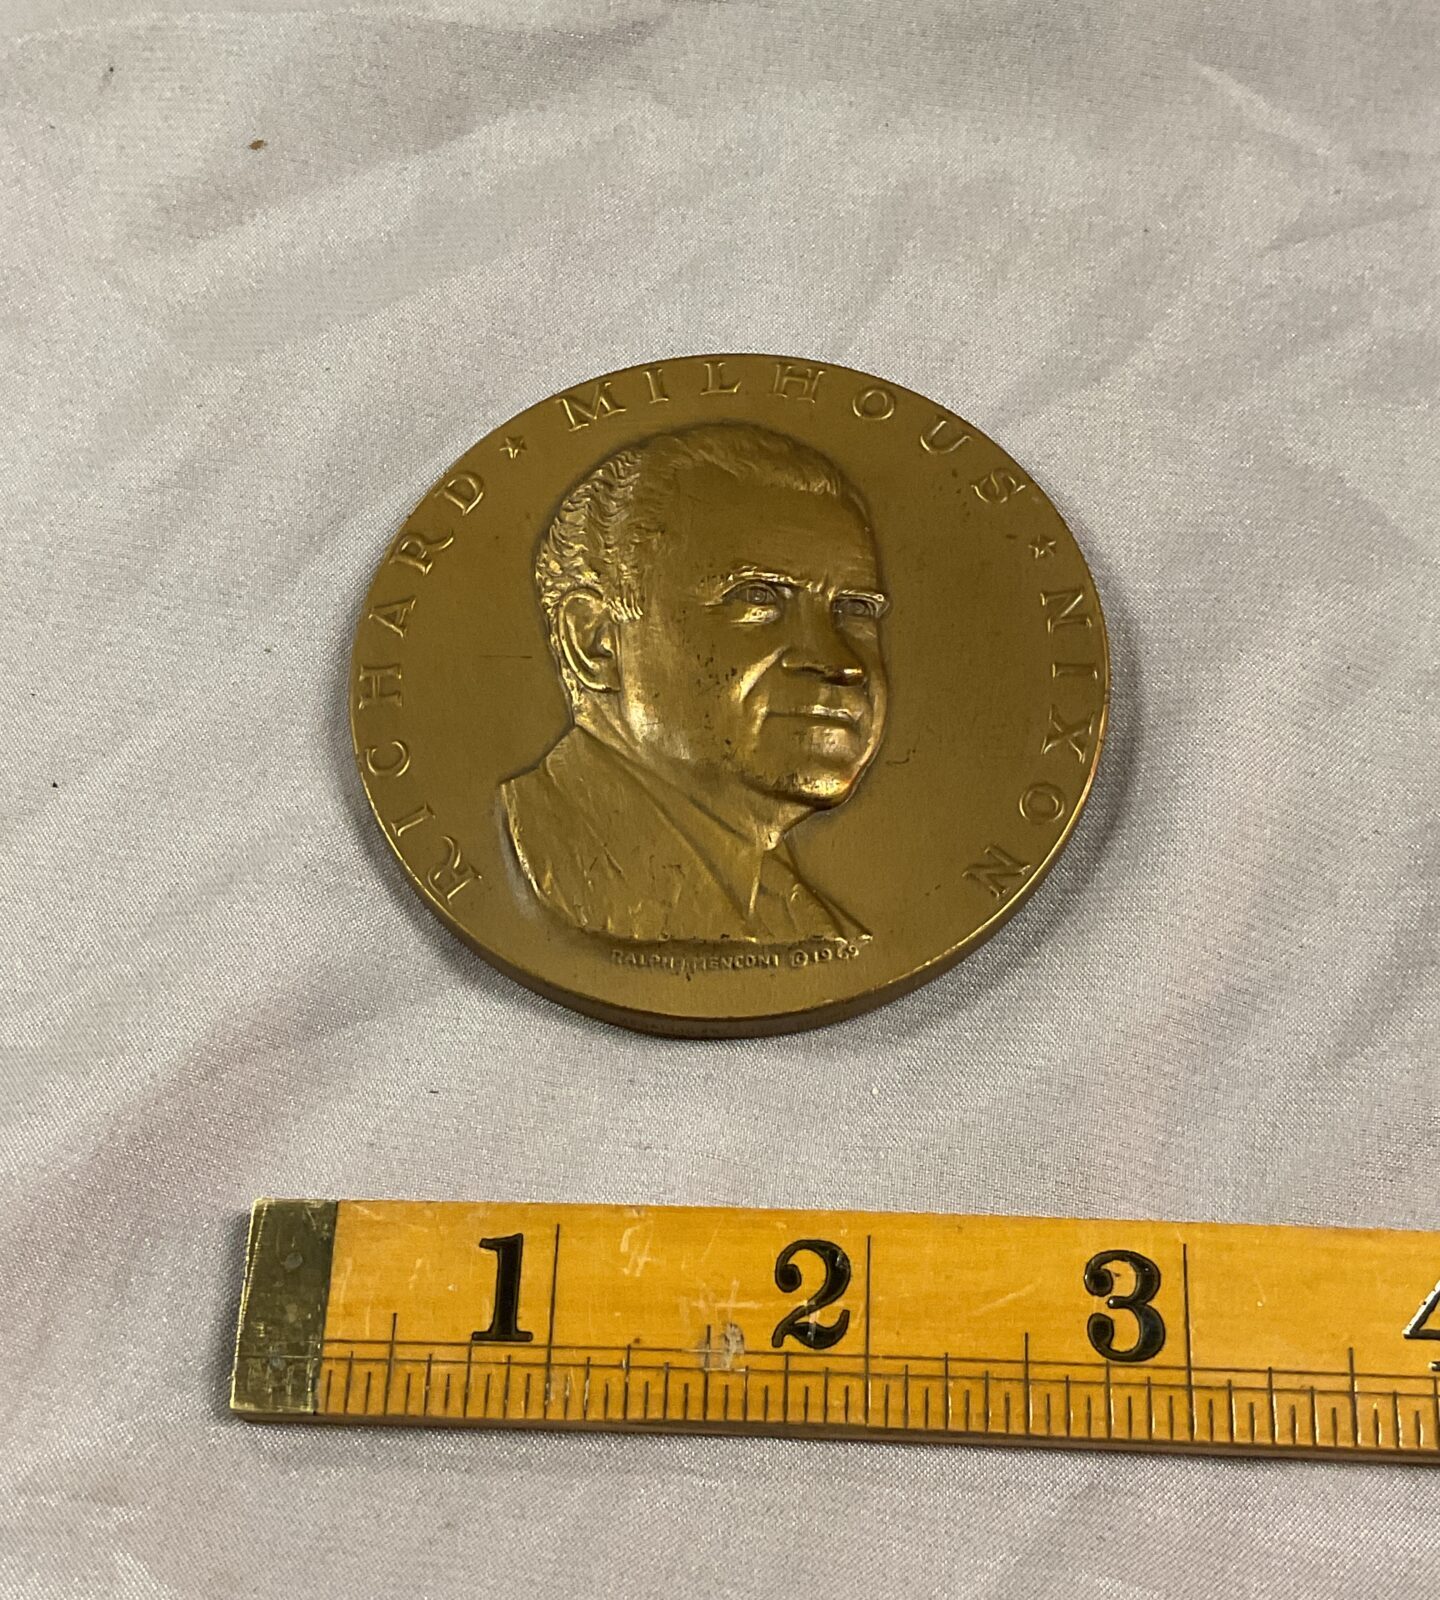 RICHARD ★ MILHOUS ★ NIXON
RALPH J MENCONI © 1969
1 2 3 4